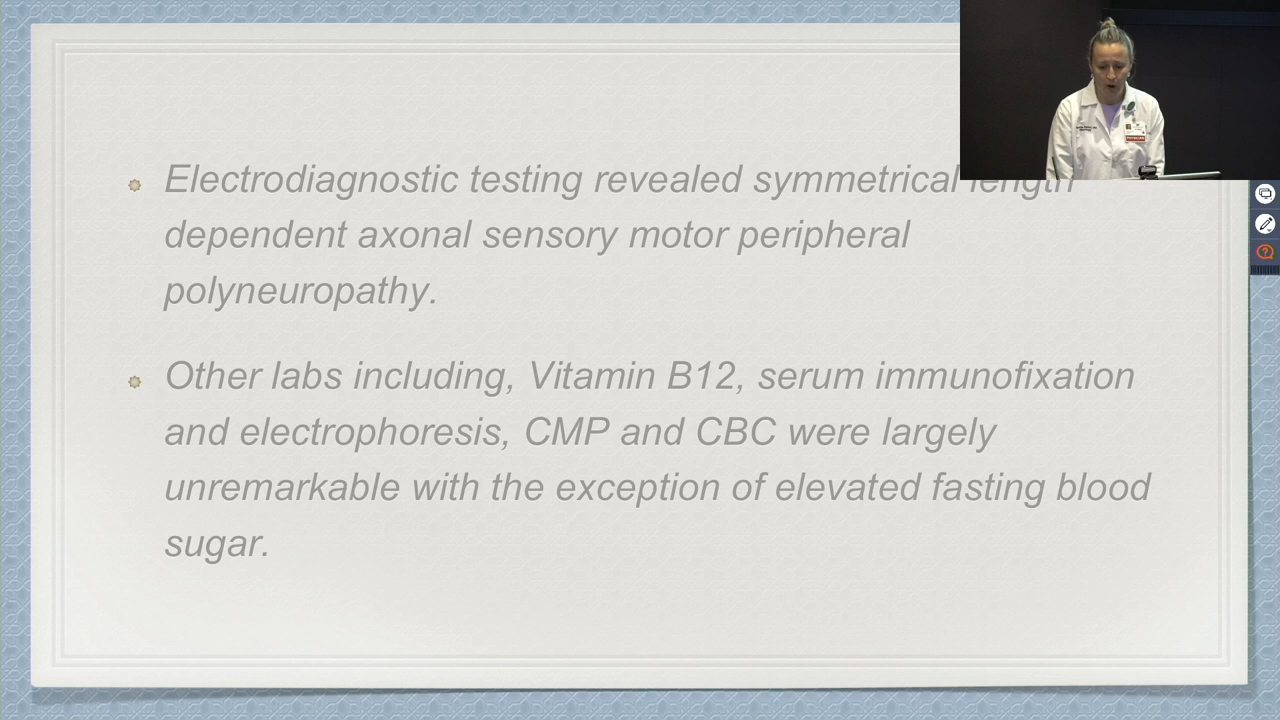 Electrodiagnostic testing revealed symmetrical length
dependent axonal sensory motor peripheral
polyneuropathy.
Other labs including, Vitamin B12, serum immunofixation
and electrophoresis, CMP and CBC were largely
unremarkable with the exception of elevated fasting blood
sugar.